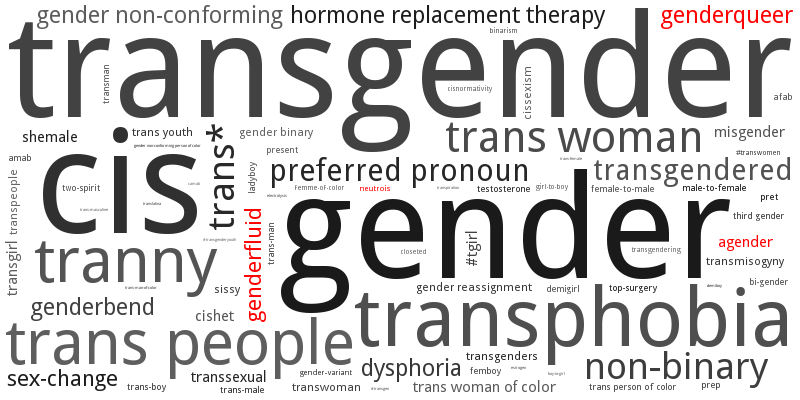 gender non-conforming
hormone replacement therapy
genderqueer
transgender
binarism
transman
cisnormativity
cissexism
afab
shemale
trans youth
gender non-conforming person of color
trans*
gender binary
trans woman
misgender
present
#transwomen
amab
cis
preferred pronoun
transgendered
two-spirit
ladyboy
Femme-of-color
neutrois
testosterone
girl-to-boy
female-to-male
male-to-female
pret
transpeople
electrolysis
gender
third gender
#transgenderyouth
genderfluid
trans-man
closeted
#tgirl
transgendering
agender
transgirl
tranny
transmisogyny
sissy
gender reassignment
demigirl
top-surgery
bi-gender
genderbend
cishet
transphobia
trans people
dysphoria
transgenders
non-binary
sex-change
transsexual
gender-variant
femboy
trans-boy
trans-male
transwoman
trans woman of color
trans person of color
prep